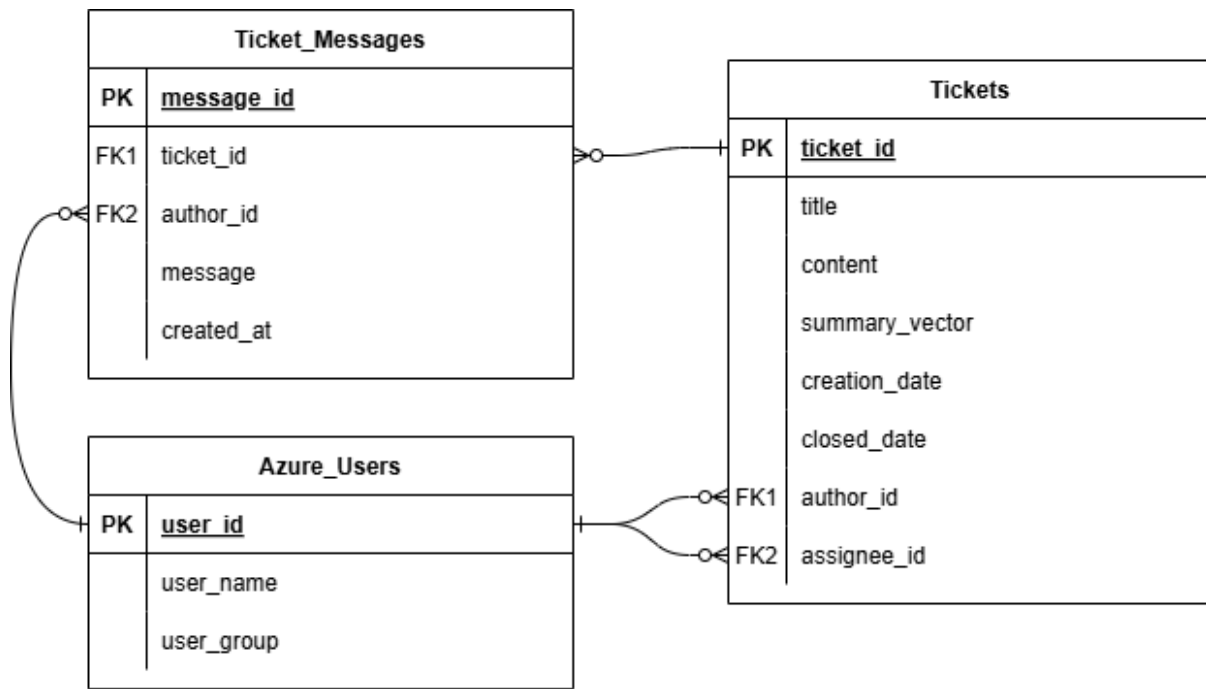 Ticket_Messages
PK message_id
FK1 ticket_id
FK2 author_id
message
created_at
Tickets
PK ticket_id
title
content
summary_vector
creation_date
closed_date
FK1 author_id
FK2 assignee_id
Azure_Users
PK user_id
user_name
user_group